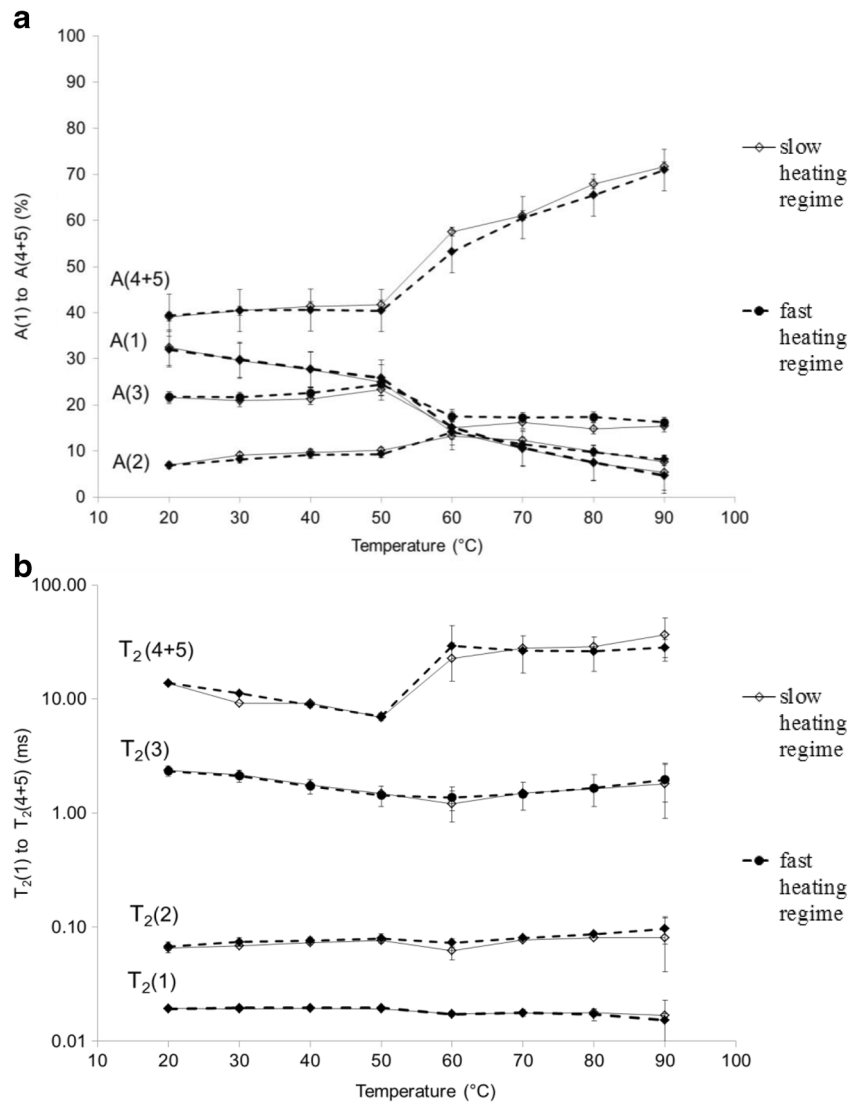 a
100
90
80
70
60
50
40
30
20
10
0
A(1) to A(4+5) (%)
A(4+5)
A(1)
A(3)
A(2)
10 20 30 40 50 60 70 80 90 100
Temperature (°C)
slow
heating
regime
fast
heating
regime
b
100.00
10.00
1.00
0.10
0.01
T2(1) to T2(4+5) (ms)
T2(4+5)
T2(3)
T2(2)
T2(1)
10 20 30 40 50 60 70 80 90 100
Temperature (°C)
slow
heating
regime
fast
heating
regime